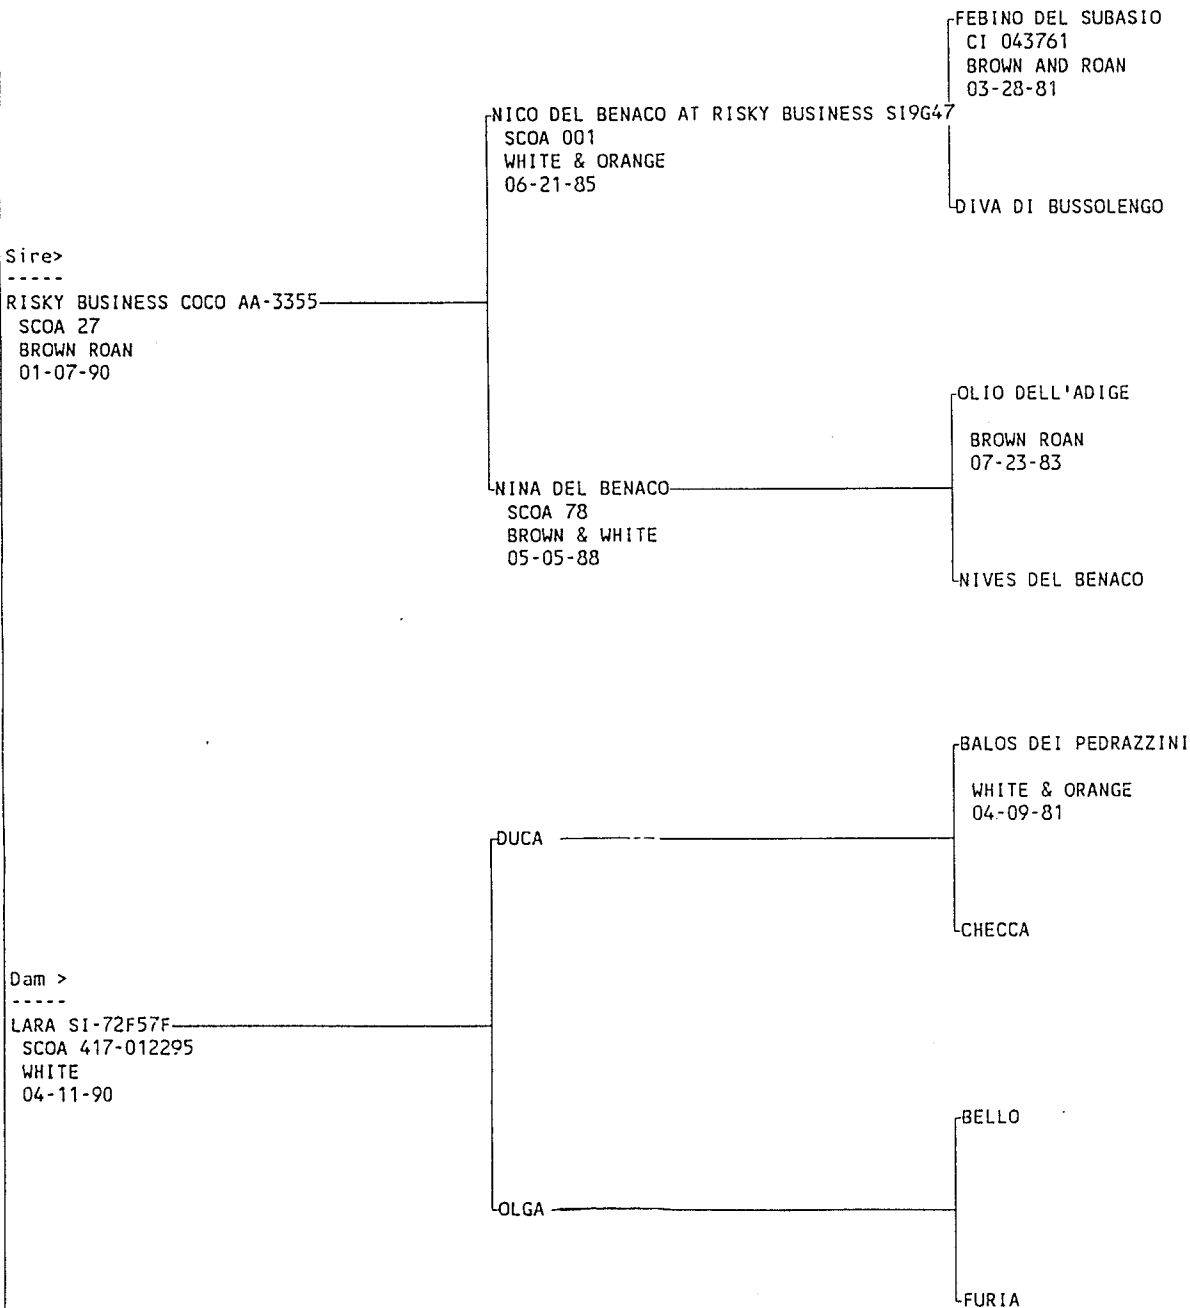 FEBINO DEL SUBASIO
CI 043761
BROWN AND ROAN
03-28-81
NICO DEL BENACO AT RISKY BUSINESS SI9G47
SCOA 001
WHITE & ORANGE
06-21-85
DIVA DI BUSSOLENGO
Sire>
-----
RISKY BUSINESS COCO AA-3355
SCOA 27
BROWN ROAN
01-07-90
OLIO DELL'ADIGE
BROWN ROAN
07-23-83
NINA DEL BENACO
SCOA 78
BROWN & WHITE
05-05-88
NIVES DEL BENACO
BALOS DEI PEDRAZZINI
WHITE & ORANGE
04-09-81
DUCA
CHECCA
Dam >
-----
LARA SI-72F57F
SCOA 417-012295
WHITE
04-11-90
BELLO
OLGA
FURIA